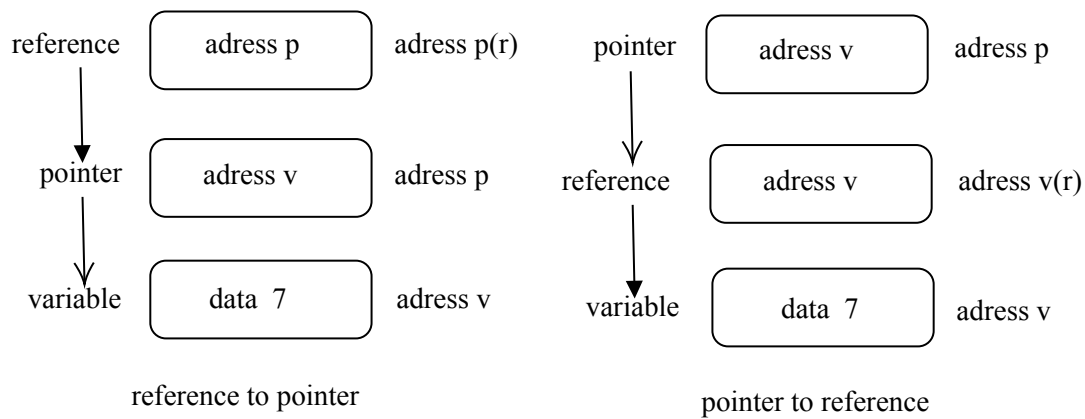 reference adress p adress p(r)
pointer adress v adress p
variable data 7 adress v
reference to pointer
pointer adress v adress p
reference adress v adress v(r)
variable data 7 adress v
pointer to reference